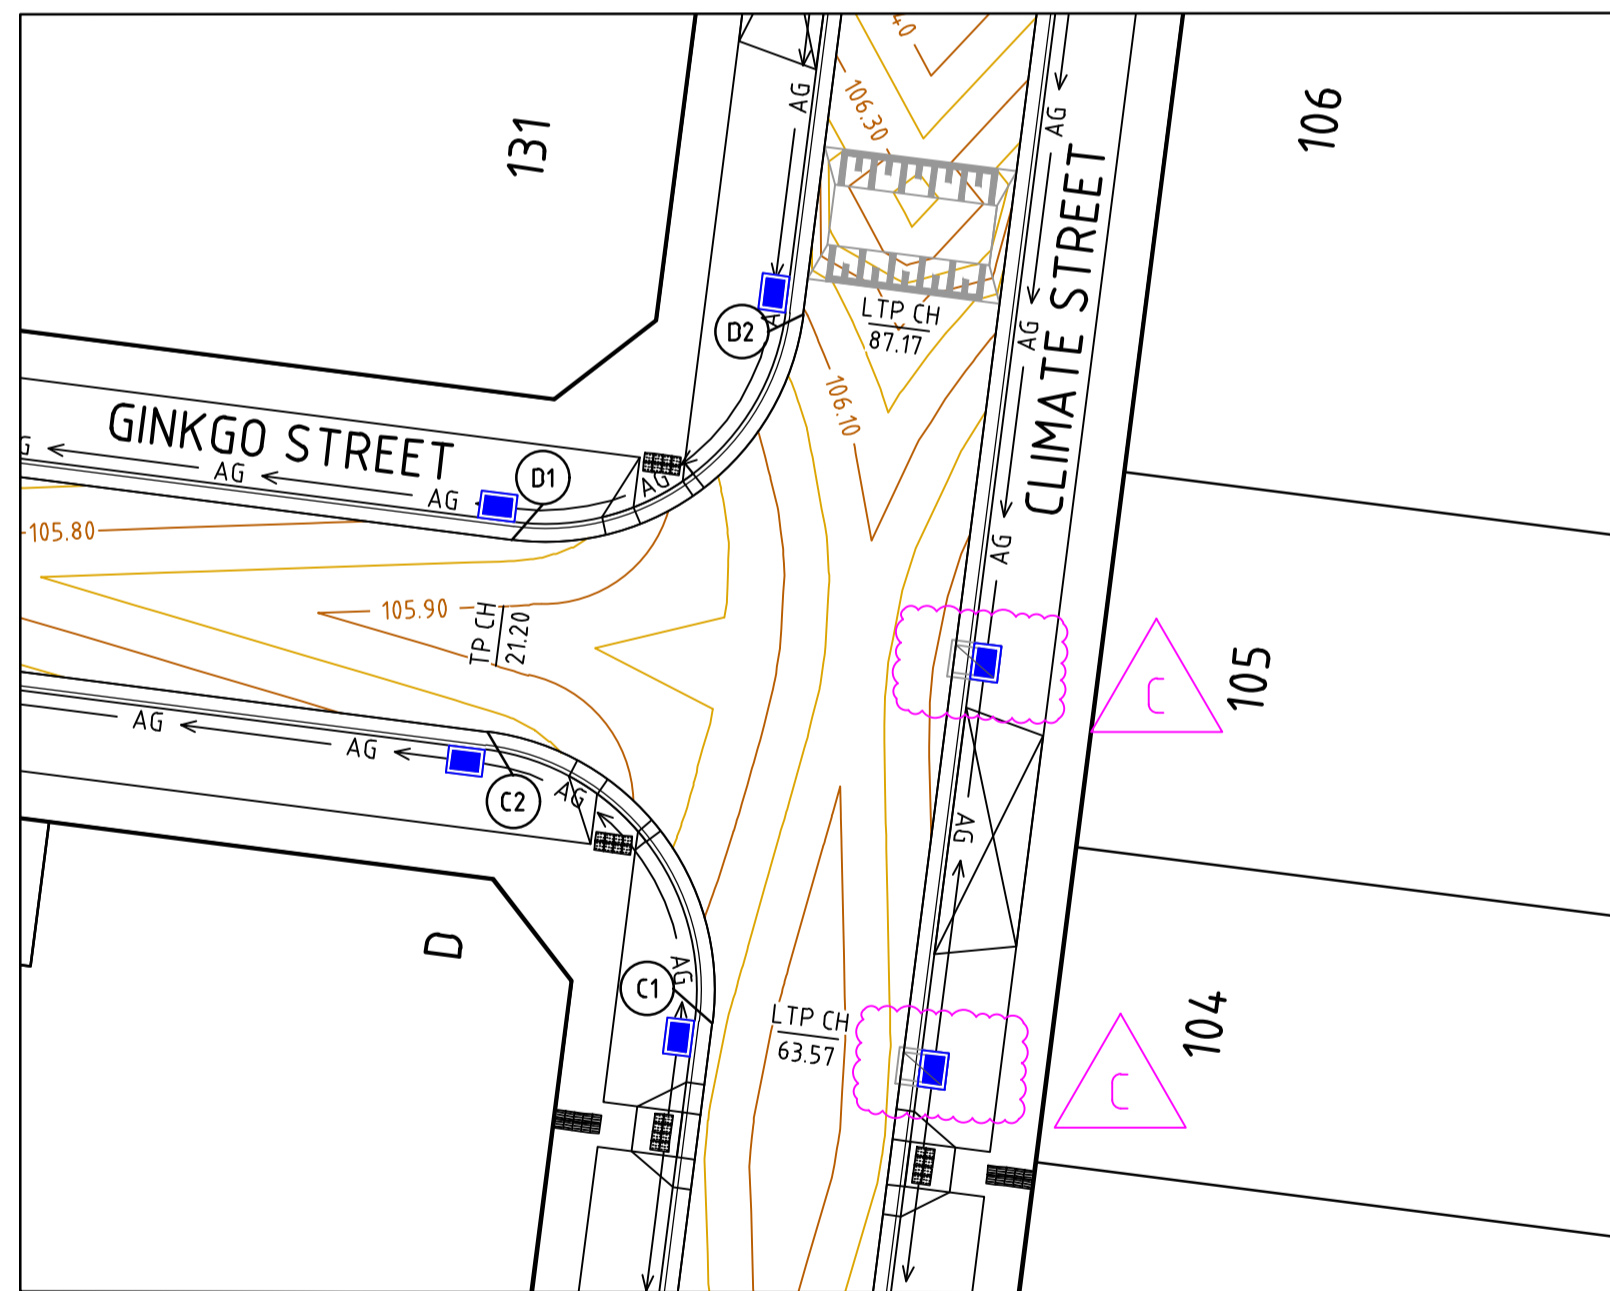 40
AG
106.30
AG
106
131
CLIMATE STREET
LTP CH
87.17
D2
AG
106.10
GINKGO STREET
D1
AG
AG
AG
AG
105.80
105.90
TP CH
21.20
C
105
AG
AG
C2
AG
AG
D
C1
AG
LTP CH
63.57
C
104